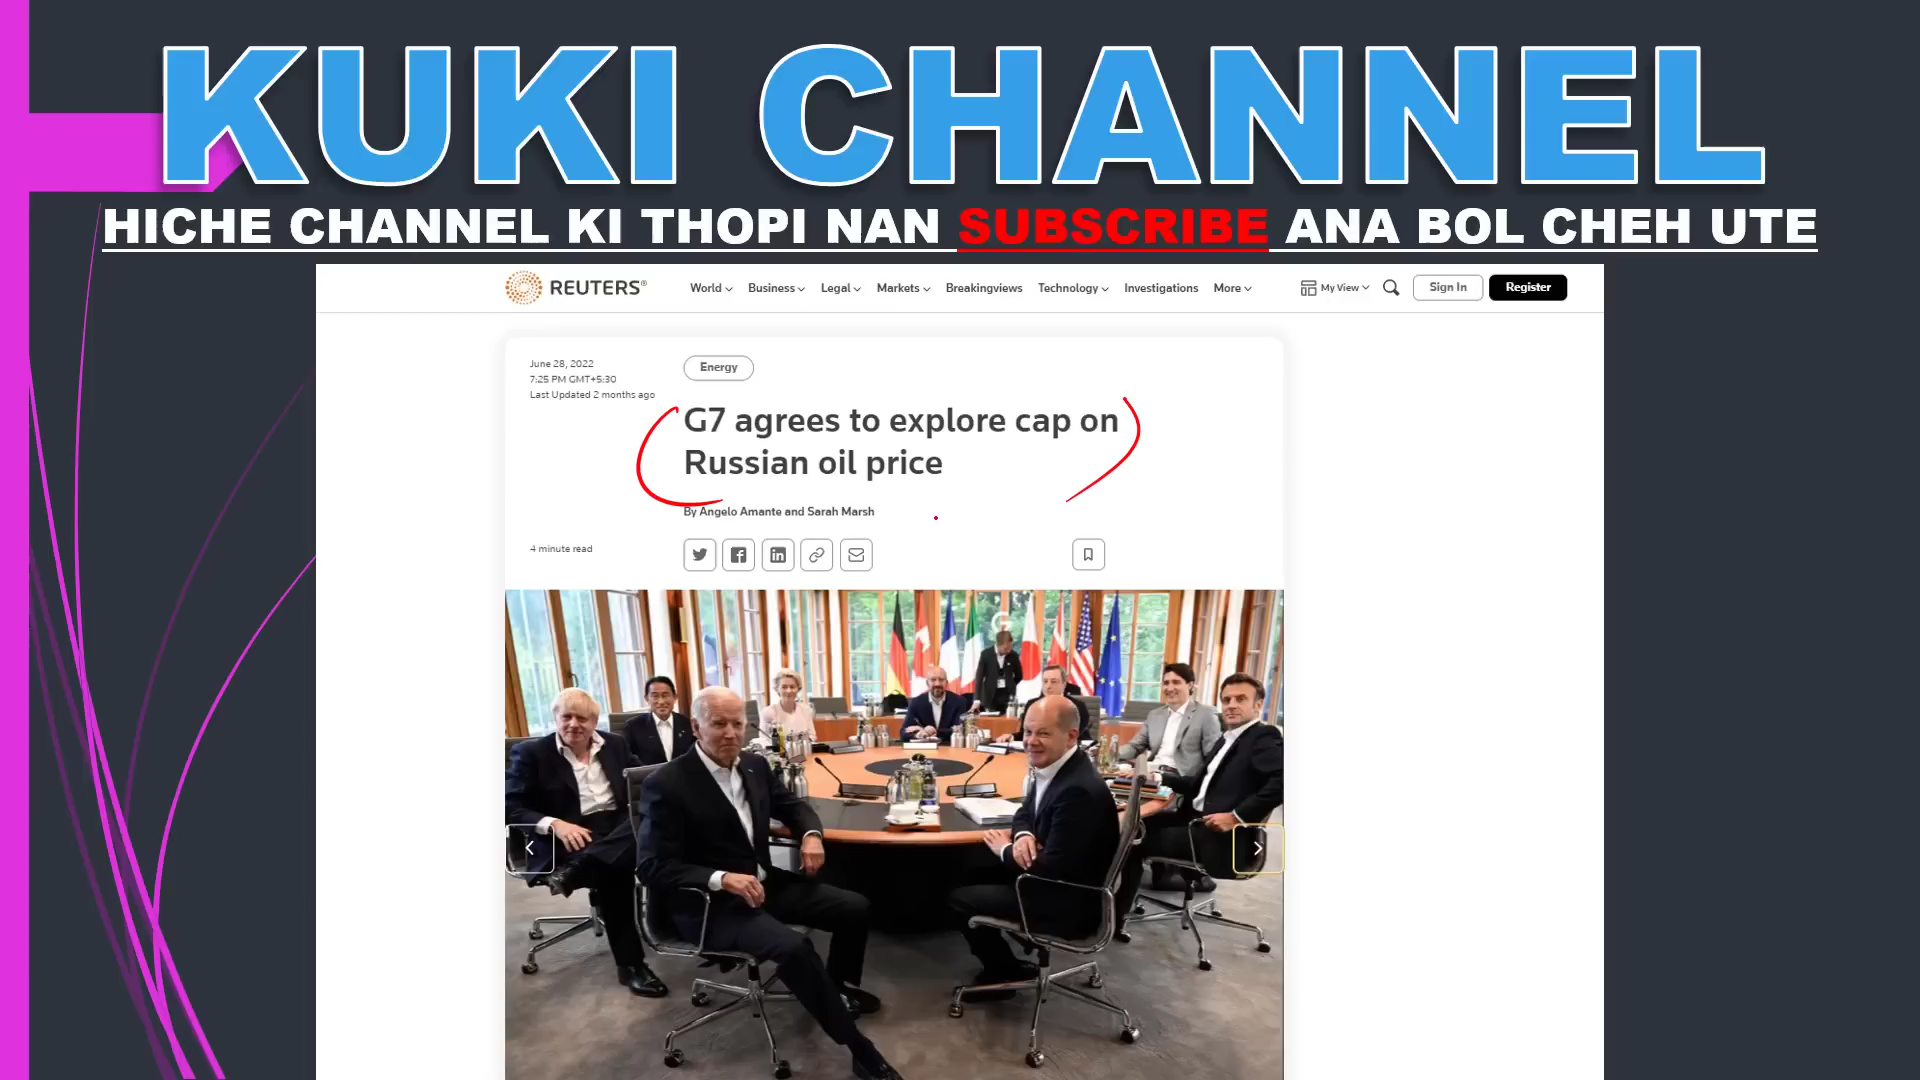 KUKI CHANNEL
HICHE CHANNEL KI THOPI NAN SUBSCRIBE ANA BOL CHEH UTE
REUTERS® World Business Legal Markets Breakingviews Technology Investigations More My View Sign In Register
June 28, 2022
7:25 PM GMT+5:30
Last Updated 2 months ago
Energy
G7 agrees to explore cap on
Russian oil price
By Angelo Amante and Sarah Marsh
4 minute read